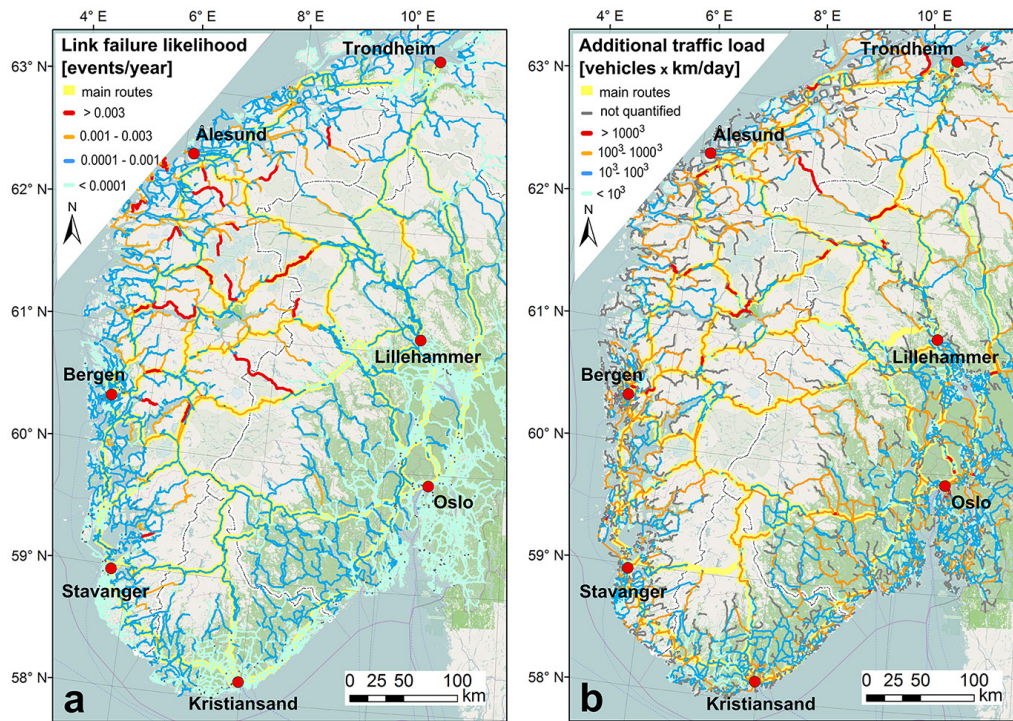 4° E 6° E 8° E 10° E
Link failure likelihood
[events/year]
main routes
> 0.003
0.001 - 0.003
0.0001 - 0.001
< 0.0001
N
63° N
62° N
61° N
60° N
59° N
58° N
Trondheim
Ålesund
Lillehammer
Bergen
Oslo
Stavanger
Kristiansand
0 25 50 100
km
a
4° E 6° E 8° E 10° E
Additional traffic load
[vehicles x km/day]
main routes
not quantified
> 1000³
100³- 1000³
10³- 100³
< 10³
N
63° N
62° N
61° N
60° N
59° N
58° N
Trondheim
Ålesund
Lillehammer
Bergen
Oslo
Stavanger
Kristiansand
0 25 50 100
km
b